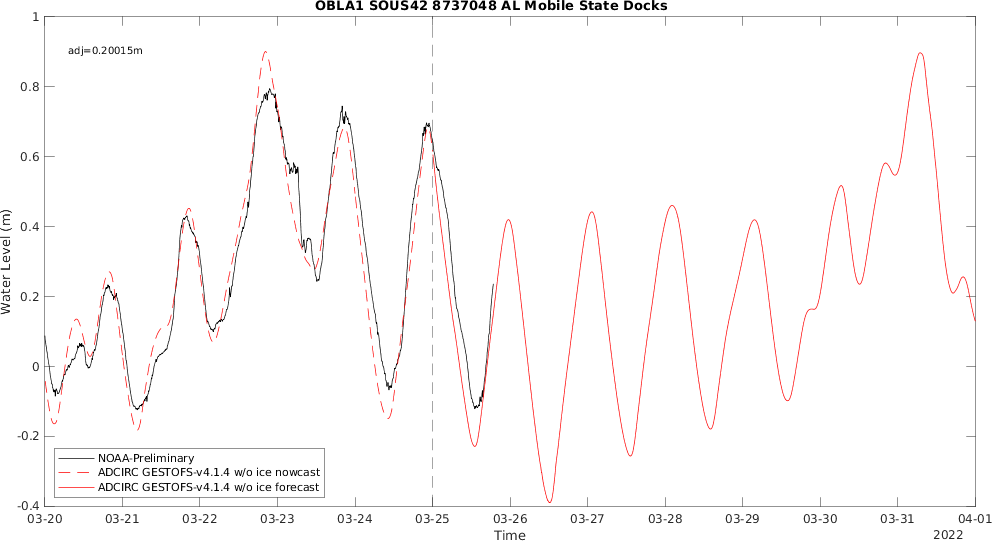 OBLA1 SOUS42 8737048 AL Mobile State Docks
adj=0.20015m
Water Level (m)
1
0.8
0.6
0.4
0.2
0
-0.2
-0.4
NOAA-Preliminary
ADCIRC GESTOFS-v4.1.4 w/o ice nowcast
ADCIRC GESTOFS-v4.1.4 w/o ice forecast
03-20 03-21 03-22 03-23 03-24 03-25 03-26 03-27 03-28 03-29 03-30 03-31 04-01
Time
2022